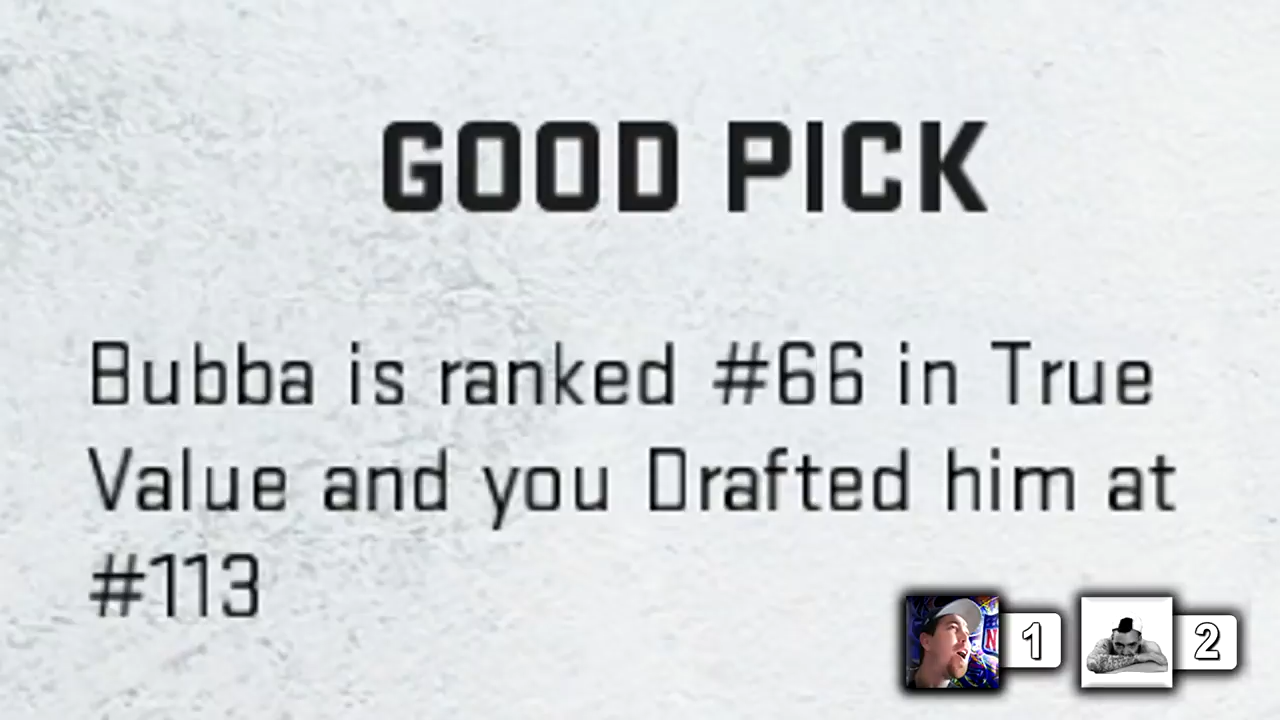 GOOD PICK
Bubba is ranked #66 in True
Value and you Drafted him at
#113
1
2